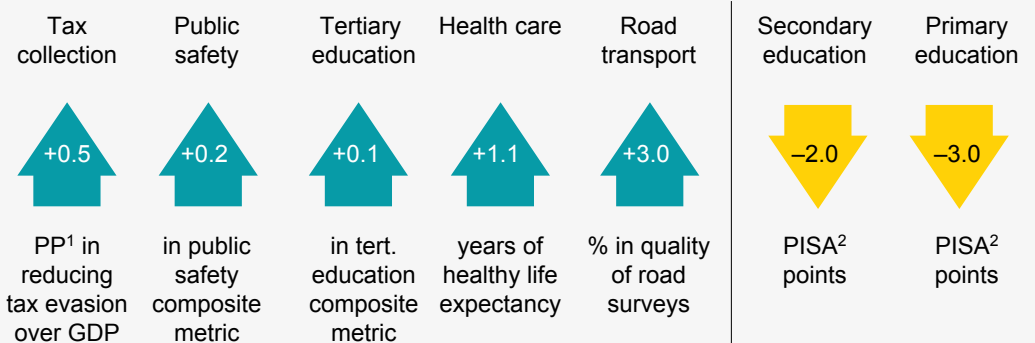 Tax
collection
Public
safety
Tertiary
education
Health care
Road
transport
Secondary
education
Primary
education
+0.5
+0.2
+0.1
+1.1
+3.0
–2.0
–3.0
PP¹ in
reducing
tax evasion
over GDP
in public
safety
composite
metric
in tert.
education
composite
metric
years of
healthy life
expectancy
% in quality
of road
surveys
PISA²
points
PISA²
points